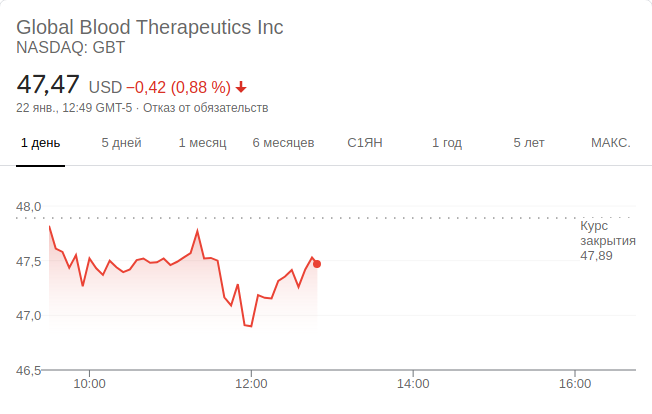 Global Blood Therapeutics Inc
NASDAQ: GBT
47,47 USD −0,42 (0,88 %)
22 янв., 12:49 GMT-5 · Отказ от обязательств
1 день 5 дней 1 месяц 6 месяцев С1ЯН 1 год 5 лет МАКС.
48,0
Курс
закрытия
47,89
47,5
47,0
46,5
10:00 12:00 14:00 16:00